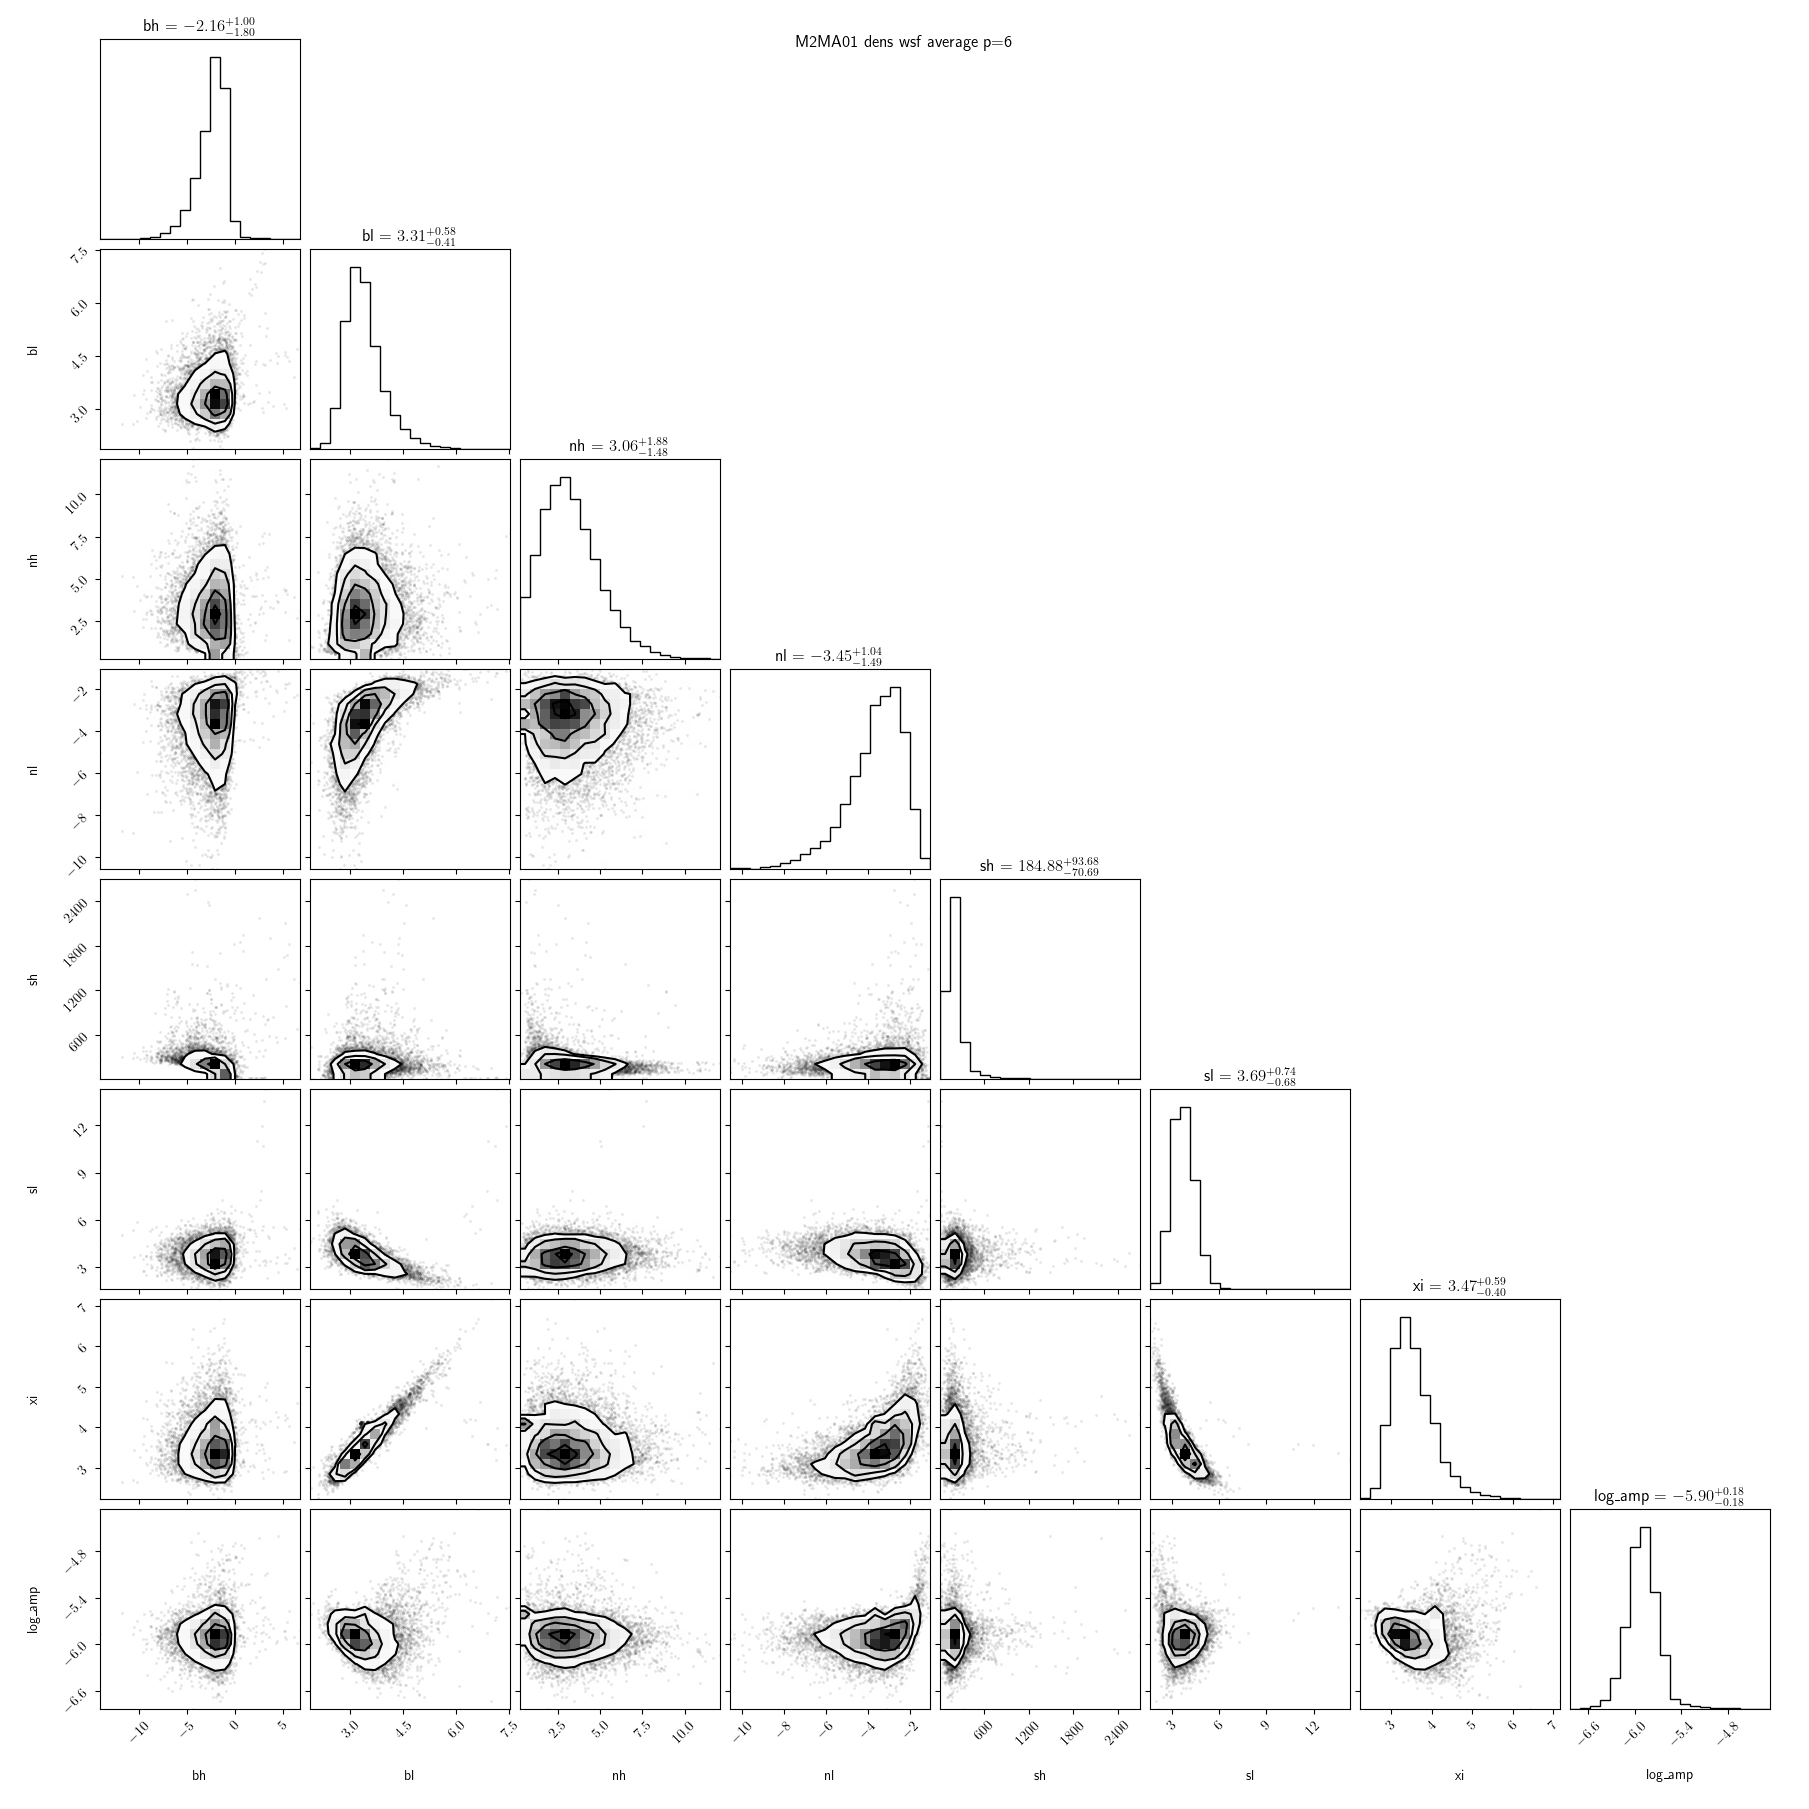 M2MA01 dens wsf average p=6
bh = −2.16 +1.00 −1.80
bl = 3.31 +0.58 −0.41
nh = 3.06 +1.88 −1.48
nl = −3.45 +1.04 −1.49
sh = 184.88 +93.68 −70.69
sl = 3.69 +0.74 −0.68
xi = 3.47 +0.59 −0.40
log_amp = −5.90 +0.18 −0.18
bl
7.5
6.0
4.5
3.0
nh
10.0
7.5
5.0
2.5
nl
−2
−4
−6
−8
−10
sh
2400
1800
1200
600
sl
12
9
6
3
xi
7
6
5
4
3
log_amp
−4.8
−5.4
−6.0
−6.6
−10 −5 0 5
3.0 4.5 6.0 7.5
2.5 5.0 7.5 10.0
−10 −8 −6 −4 −2
600 1200 1800 2400
3 6 9 12
3 4 5 6 7
−6.6 −6.0 −5.4 −4.8
bh bl nh nl sh sl xi log_amp